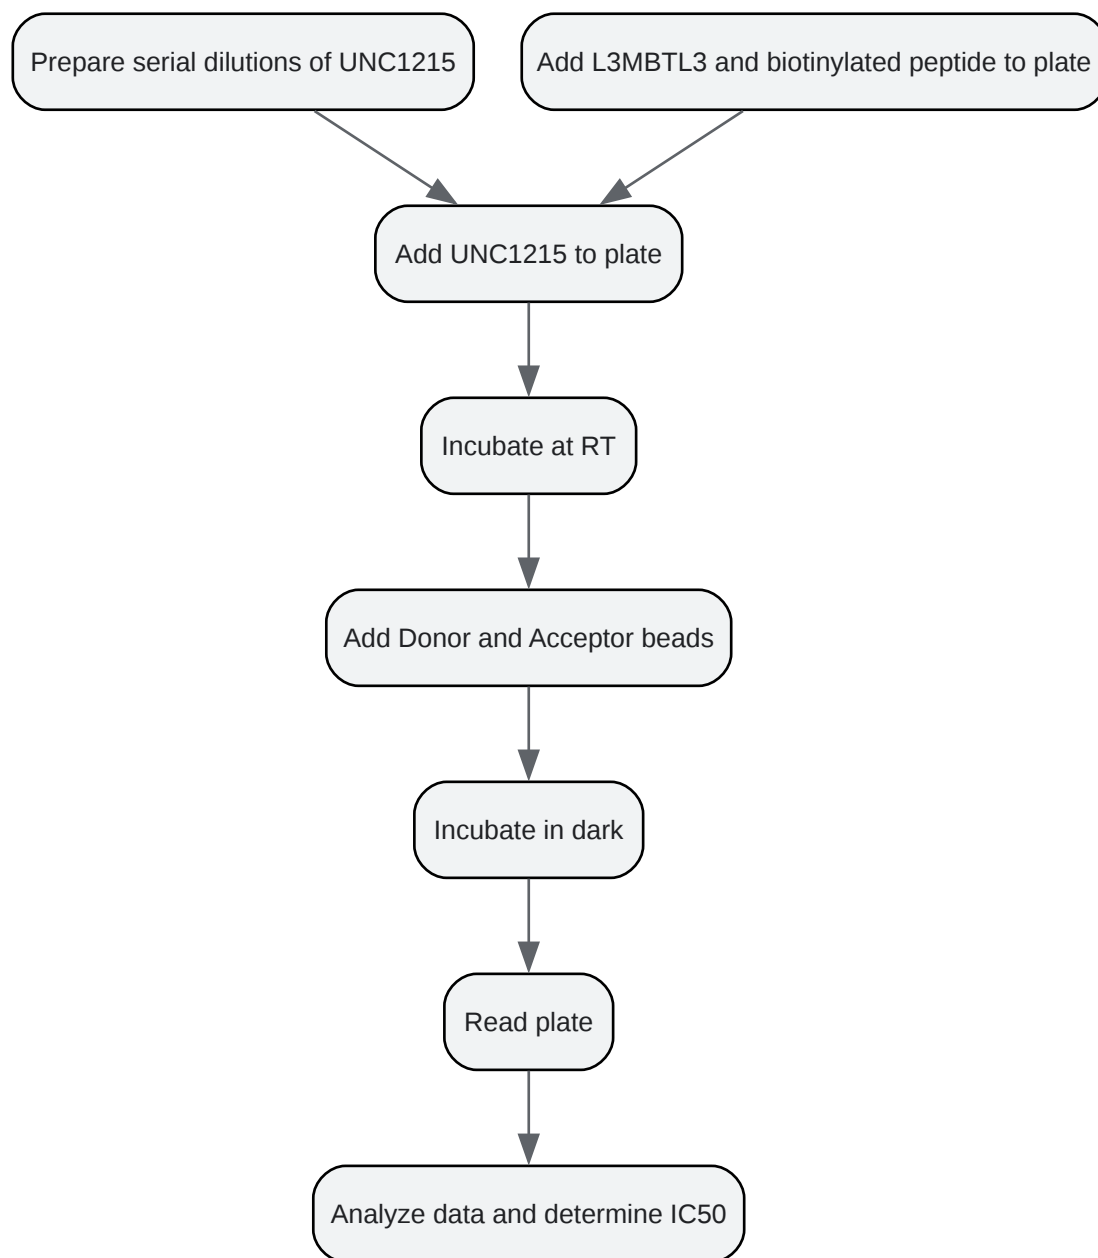 Prepare serial dilutions of UNC1215
Add L3MBTL3 and biotinylated peptide to plate
Add UNC1215 to plate
Incubate at RT
Add Donor and Acceptor beads
Incubate in dark
Read plate
Analyze data and determine IC50